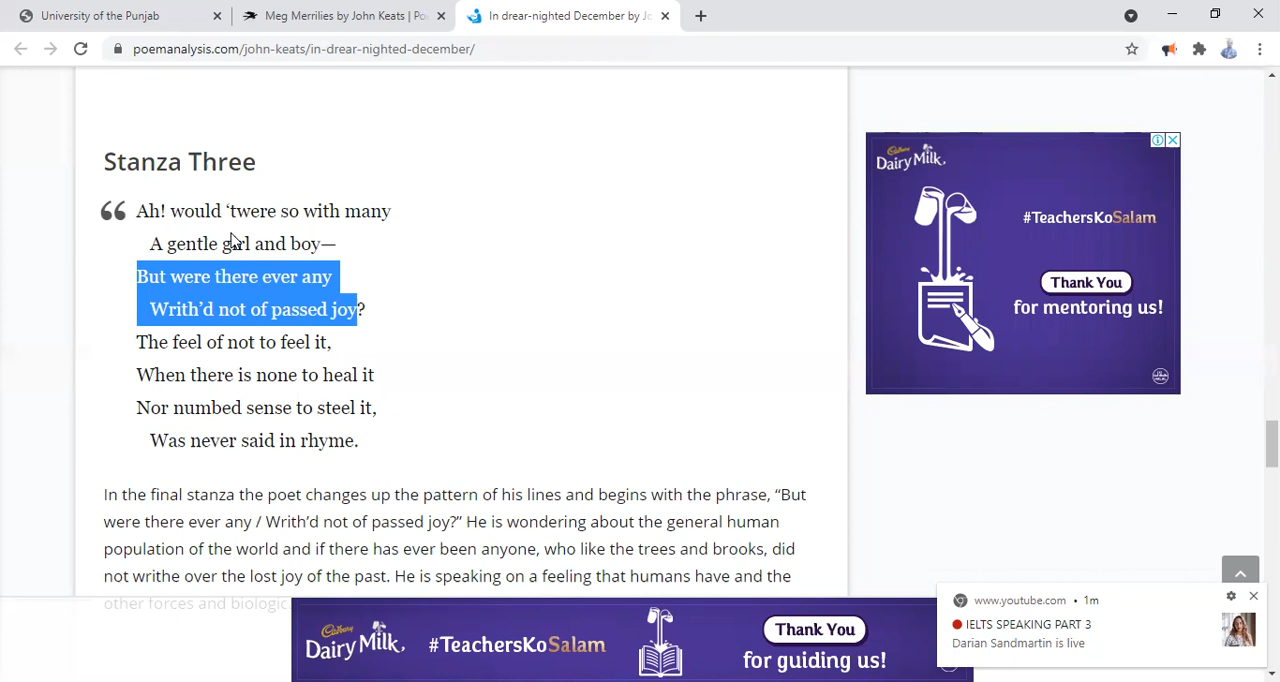 University of the Punjab
Meg Merrilies by John Keats | Po
In drear-nighted December by Jo
poemanalysis.com/john-keats/in-drear-nighted-december/
Stanza Three
Ah! would ‘twere so with many
A gentle girl and boy—
But were there ever any
Writh’d not of passed joy?
The feel of not to feel it,
When there is none to heal it
Nor numbed sense to steel it,
Was never said in rhyme.
In the final stanza the poet changes up the pattern of his lines and begins with the phrase, “But
were there ever any / Writh’d not of passed joy?” He is wondering about the general human
population of the world and if there has ever been anyone, who like the trees and brooks, did
not writhe over the lost joy of the past. He is speaking on a feeling that humans have and the
other forces and biologic
Cadbury
Dairy Milk
#TeachersKoSalam
Thank You
for mentoring us!
Cadbury
Dairy Milk
#TeachersKoSalam
Thank You
for guiding us!
www.youtube.com • 1m
IELTS SPEAKING PART 3
Darian Sandmartin is live